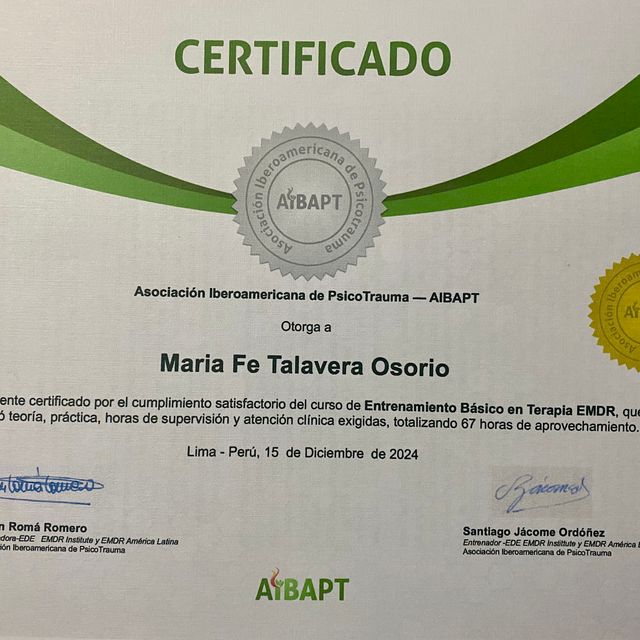 CERTIFICADO
Asociación Iberoamericana de Psicotrauma
AIBAPT
Asociación Iberoamericana de PsicoTrauma — AIBAPT
Otorga a
Maria Fe Talavera Osorio
ente certificado por el cumplimiento satisfactorio del curso de Entrenamiento Básico en Terapia EMDR, que
ó teoría, práctica, horas de supervisión y atención clínica exigidas, totalizando 67 horas de aprovechamiento.
Lima - Perú, 15 de Diciembre de 2024
n Romá Romero
dora-EDE EMDR Institute y EMDR América Latina
ión Iberoamericana de PsicoTrauma
Santiago Jácome Ordóñez
Entrenador -EDE EMDR Instittute y EMDR América
Asociación Iberoamericana de PsicoTrauma
AIBAPT